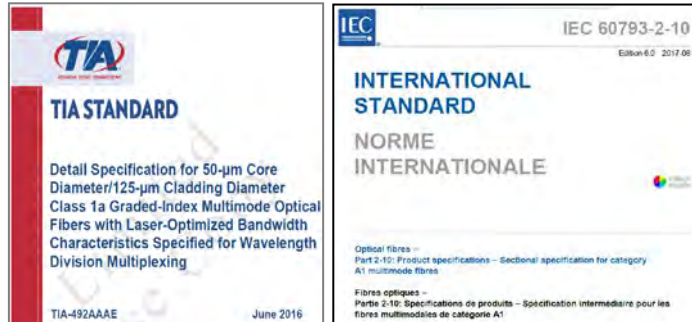 TIA
TIA STANDARD
Detail Specification for 50-µm Core
Diameter/125-µm Cladding Diameter
Class 1a Graded-Index Multimode Optical
Fibers with Laser-Optimized Bandwidth
Characteristics Specified for Wavelength
Division Multiplexing
TIA-492AAAE June 2016
IEC
IEC 60793-2-10
Edition 6.0 2017-08
INTERNATIONAL
STANDARD
NORME
INTERNATIONALE
Optical fibres –
Part 2-10: Product specifications – Sectional specification for category
A1 multimode fibres
Fibres optiques –
Partie 2-10: Spécifications de produits – Spécification intermédiaire pour les
fibres multimodales de catégorie A1